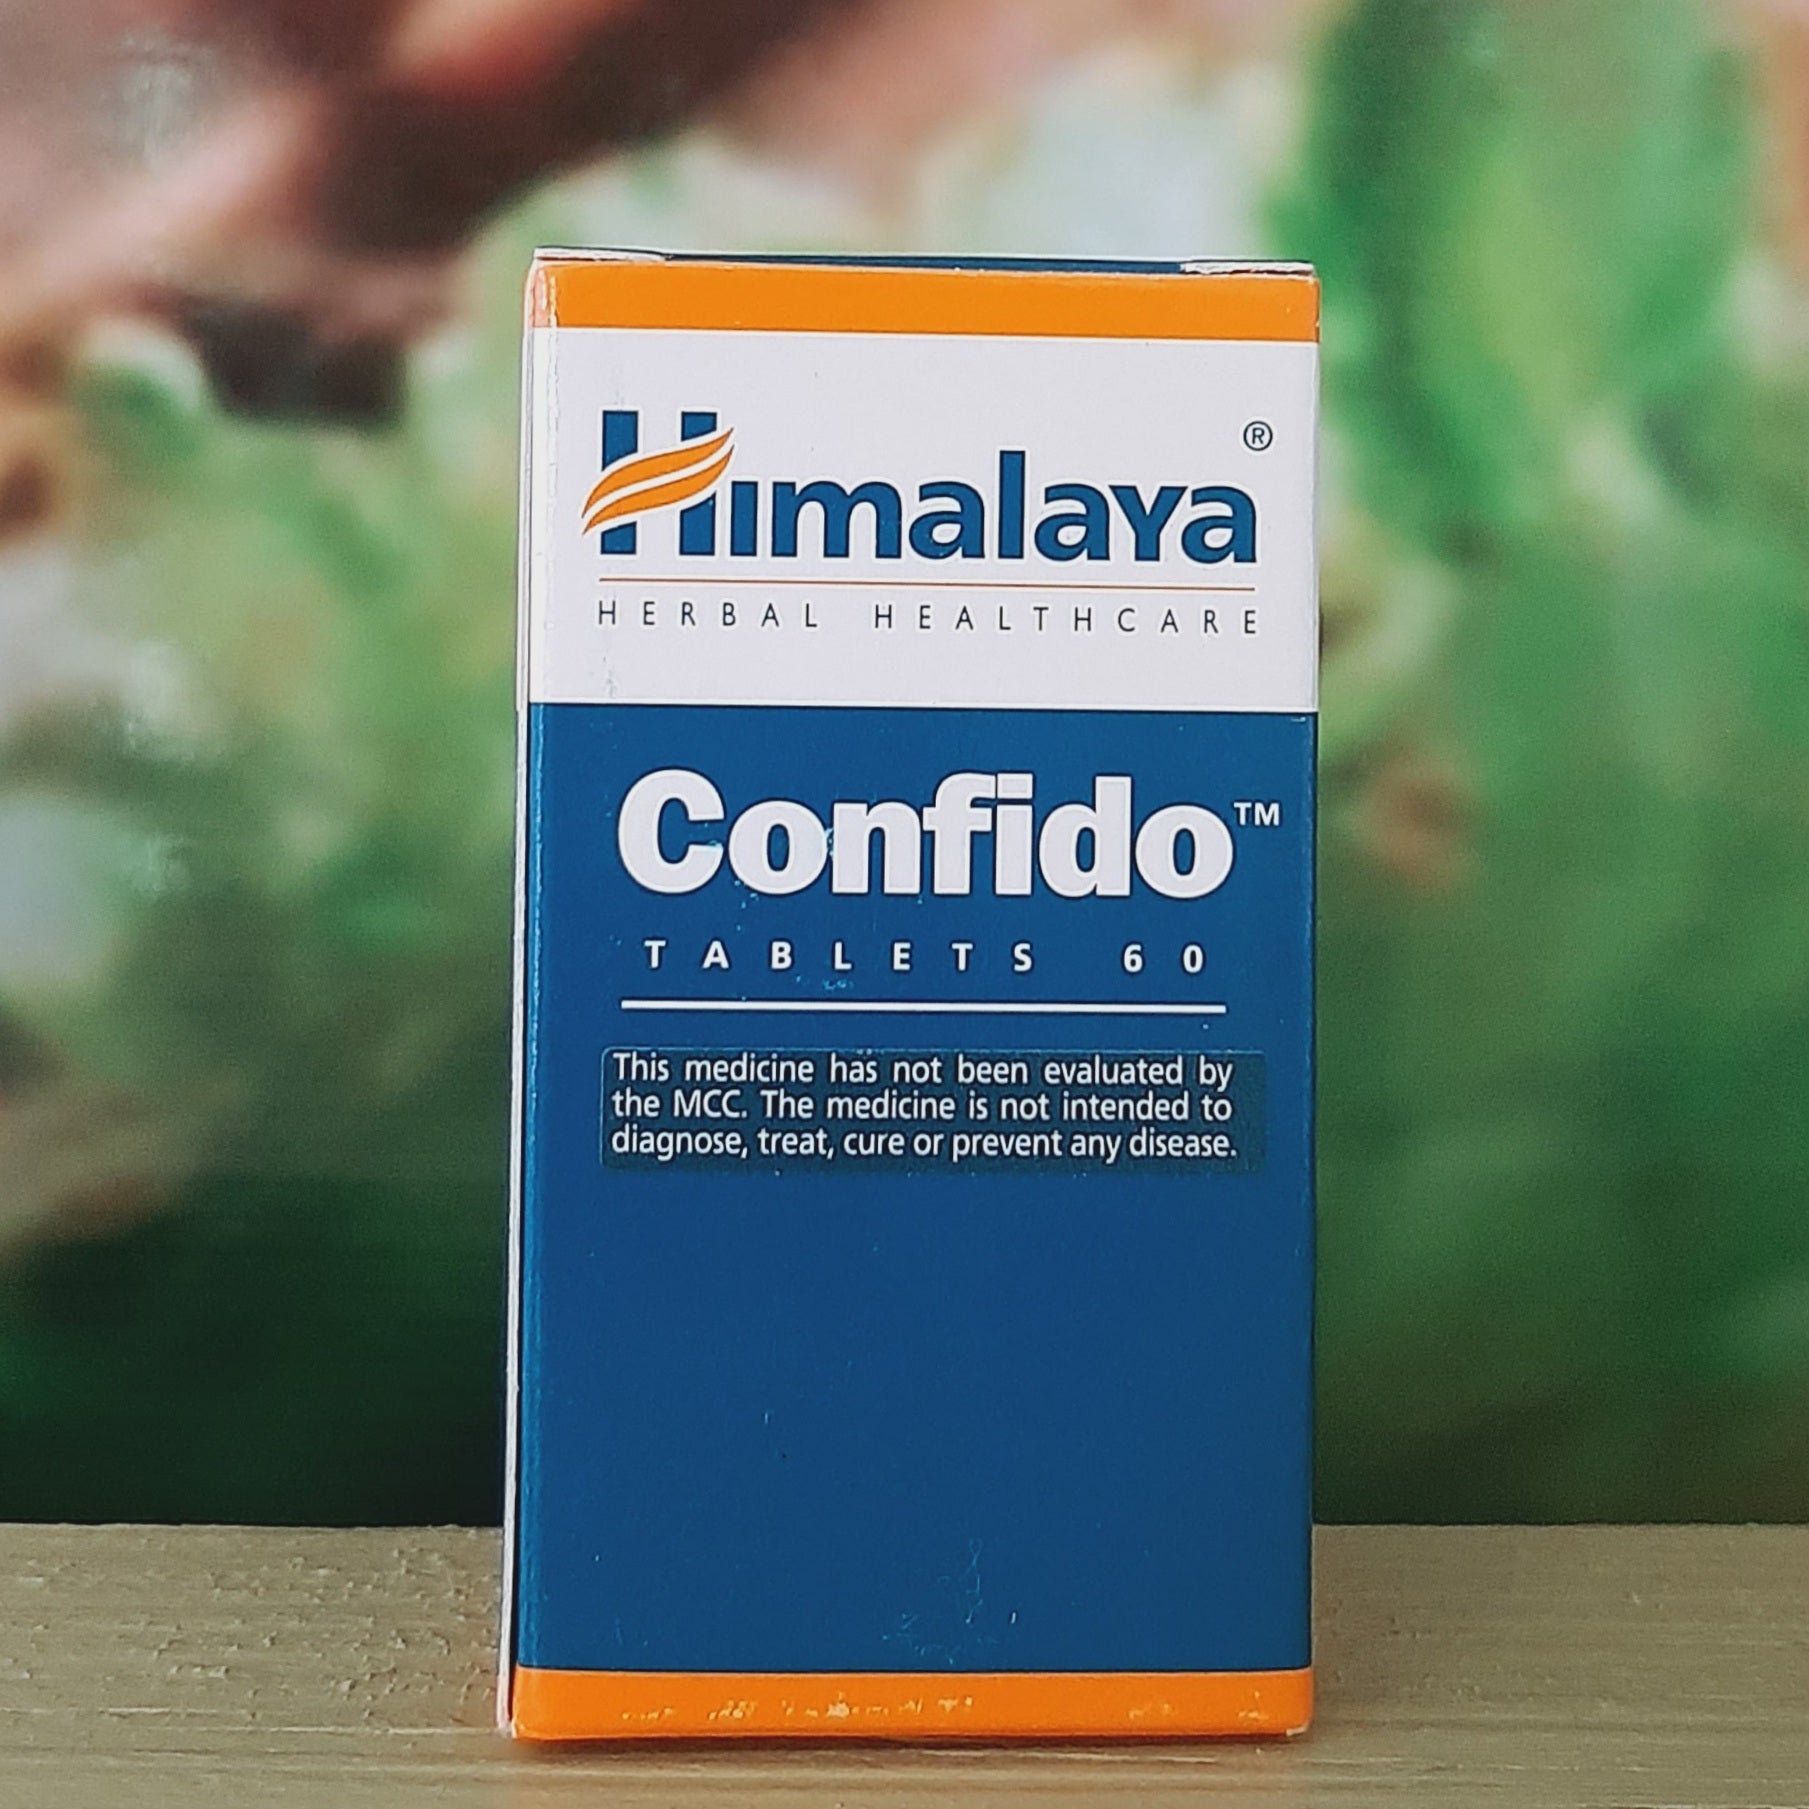 Himalaya®
HERBAL HEALTHCARE
Confido™
TABLETS 60
This medicine has not been evaluated by
the MCC. The medicine is not intended to
diagnose, treat, cure or prevent any disease.